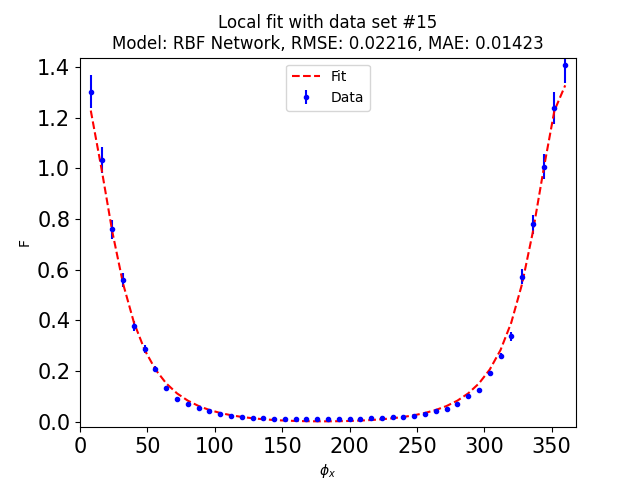 Local fit with data set #15
Model: RBF Network, RMSE: 0.02216, MAE: 0.01423
Fit
Data
1.4
1.2
1.0
0.8
0.6
0.4
0.2
0.0
F
0 50 100 150 200 250 300 350
ϕx